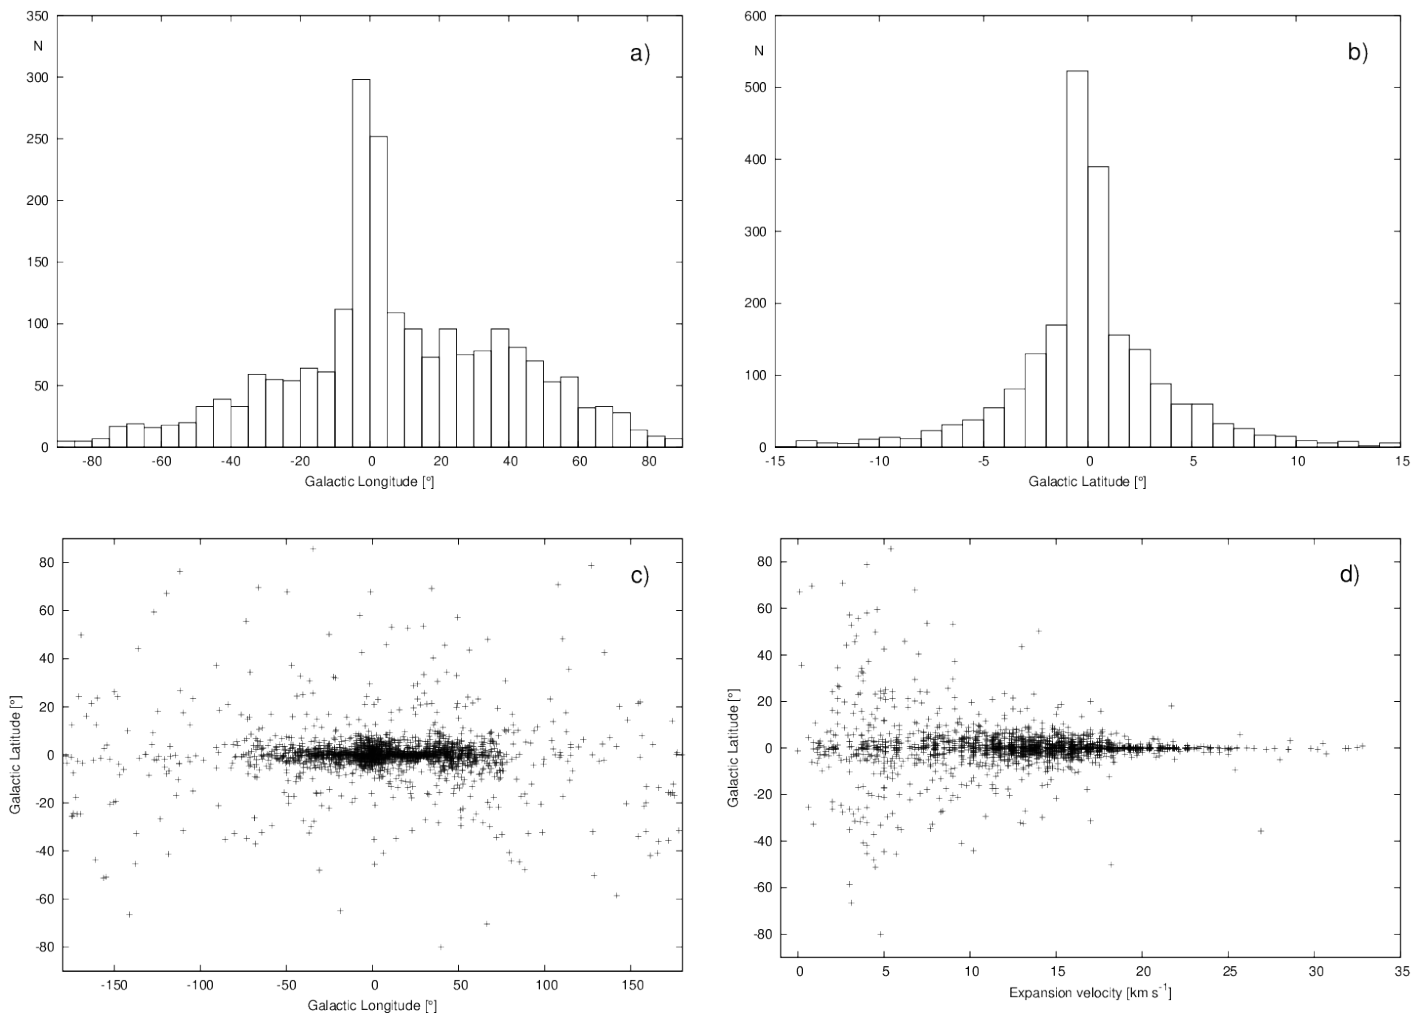 350
N
a)
300
250
200
150
100
50
0
-80 -60 -40 -20 0 20 40 60 80
Galactic Longitude [°]
600
N
b)
500
400
300
200
100
0
-15 -10 -5 0 5 10 15
Galactic Latitude [°]
80
c)
60
40
20
0
-20
-40
-60
-80
Galactic Latitude [°]
-150 -100 -50 0 50 100 150
Galactic Longitude [°]
80
d)
60
40
20
0
-20
-40
-60
-80
Galactic Latitude [°]
0 5 10 15 20 25 30 35
Expansion velocity [km s⁻¹]